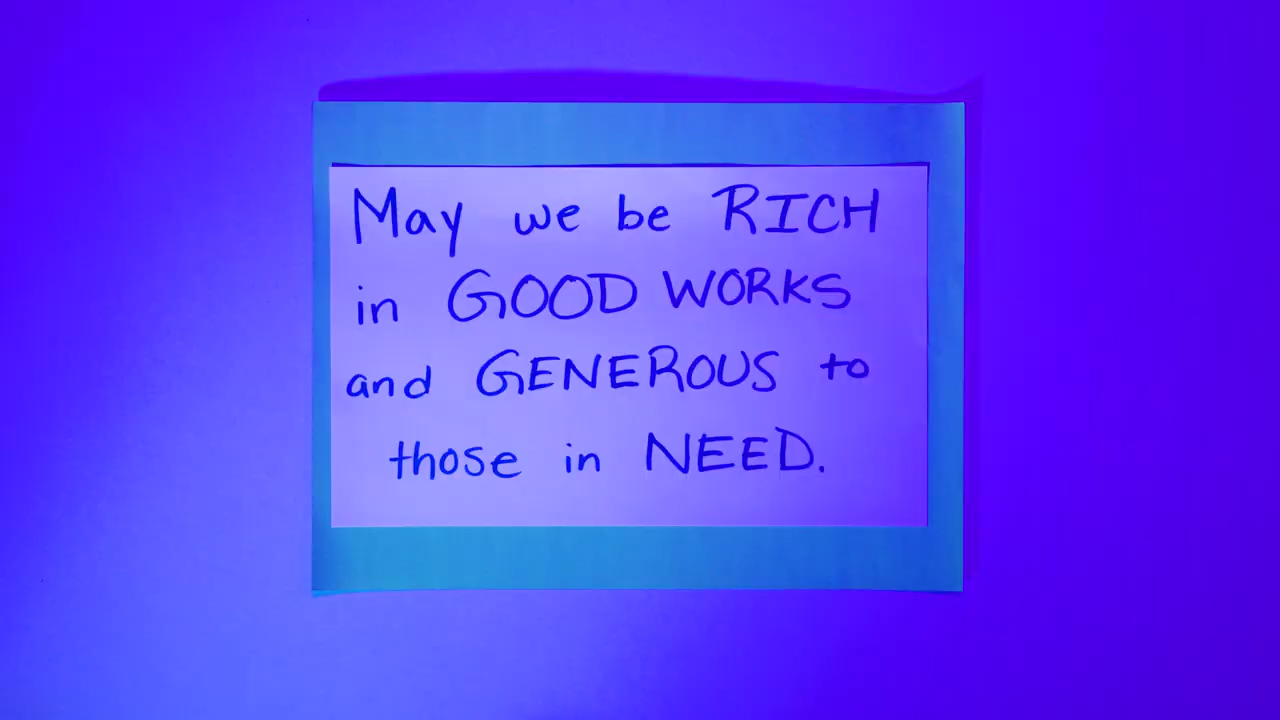 May we be RICH
in GOOD WORKS
and GENEROUS to
those in NEED.